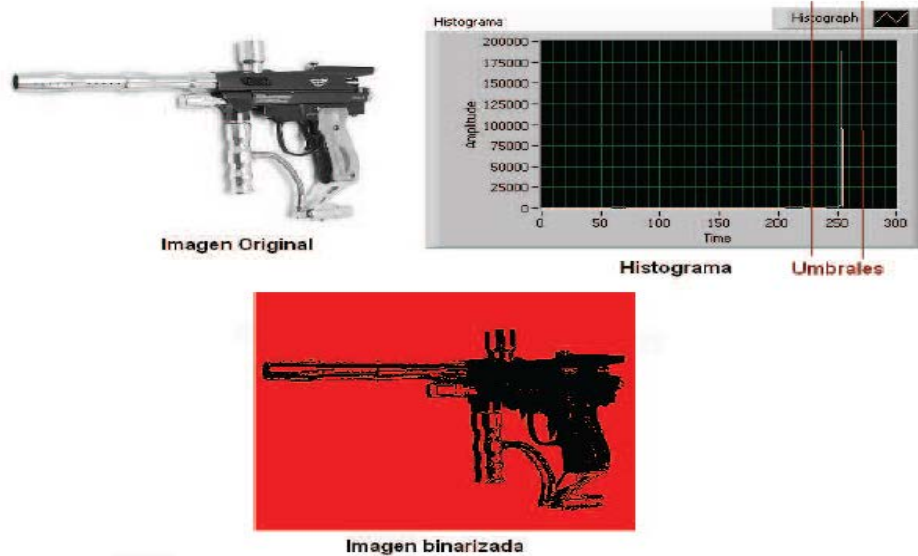 Histograma
Histograph
200000
175000
150000
125000
100000
75000
50000
25000
0
Amplitude
0 50 100 150 200 250 300
Time
Imagen Original
Histograma
Umbrales
Imagen binarizada